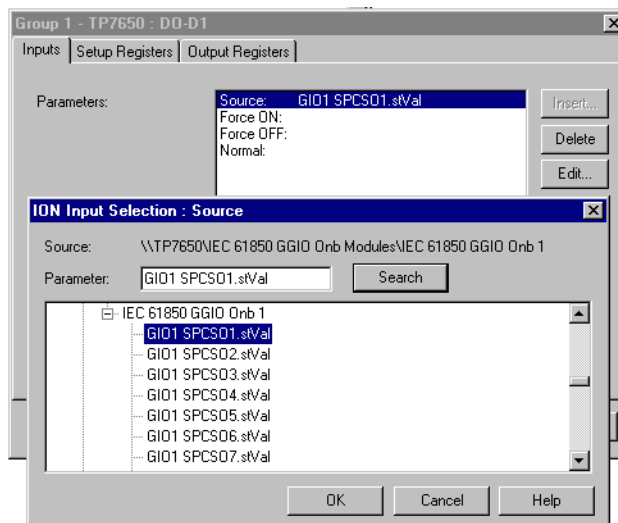 Group 1 - TP7650 : DO-D1
Inputs Setup Registers Output Registers
Parameters:
Source: GIO1 SPCSO1.stVal
Force ON:
Force OFF:
Normal:
Insert...
Delete
Edit...
ION Input Selection : Source
Source: \\TP7650\IEC 61850 GGIO Onb Modules\IEC 61850 GGIO Onb 1
Parameter: GIO1 SPCSO1.stVal Search
IEC 61850 GGIO Onb 1
GIO1 SPCSO1.stVal
GIO1 SPCSO2.stVal
GIO1 SPCSO3.stVal
GIO1 SPCSO4.stVal
GIO1 SPCSO5.stVal
GIO1 SPCSO6.stVal
GIO1 SPCSO7.stVal
OK Cancel Help